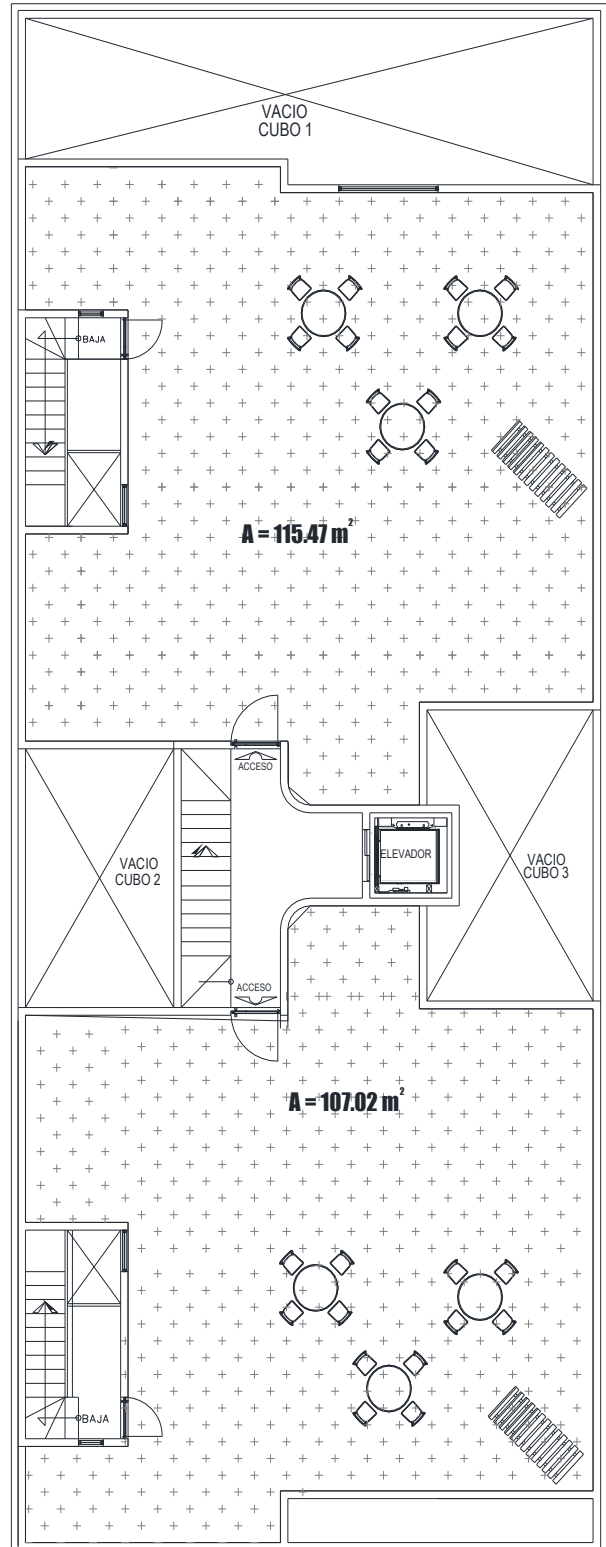 VACIO
CUBO 1
BAJA
A = 115.47 m²
ACCESO
ELEVADOR
VACIO
CUBO 2
VACIO
CUBO 3
ACCESO
A = 107.02 m²
BAJA